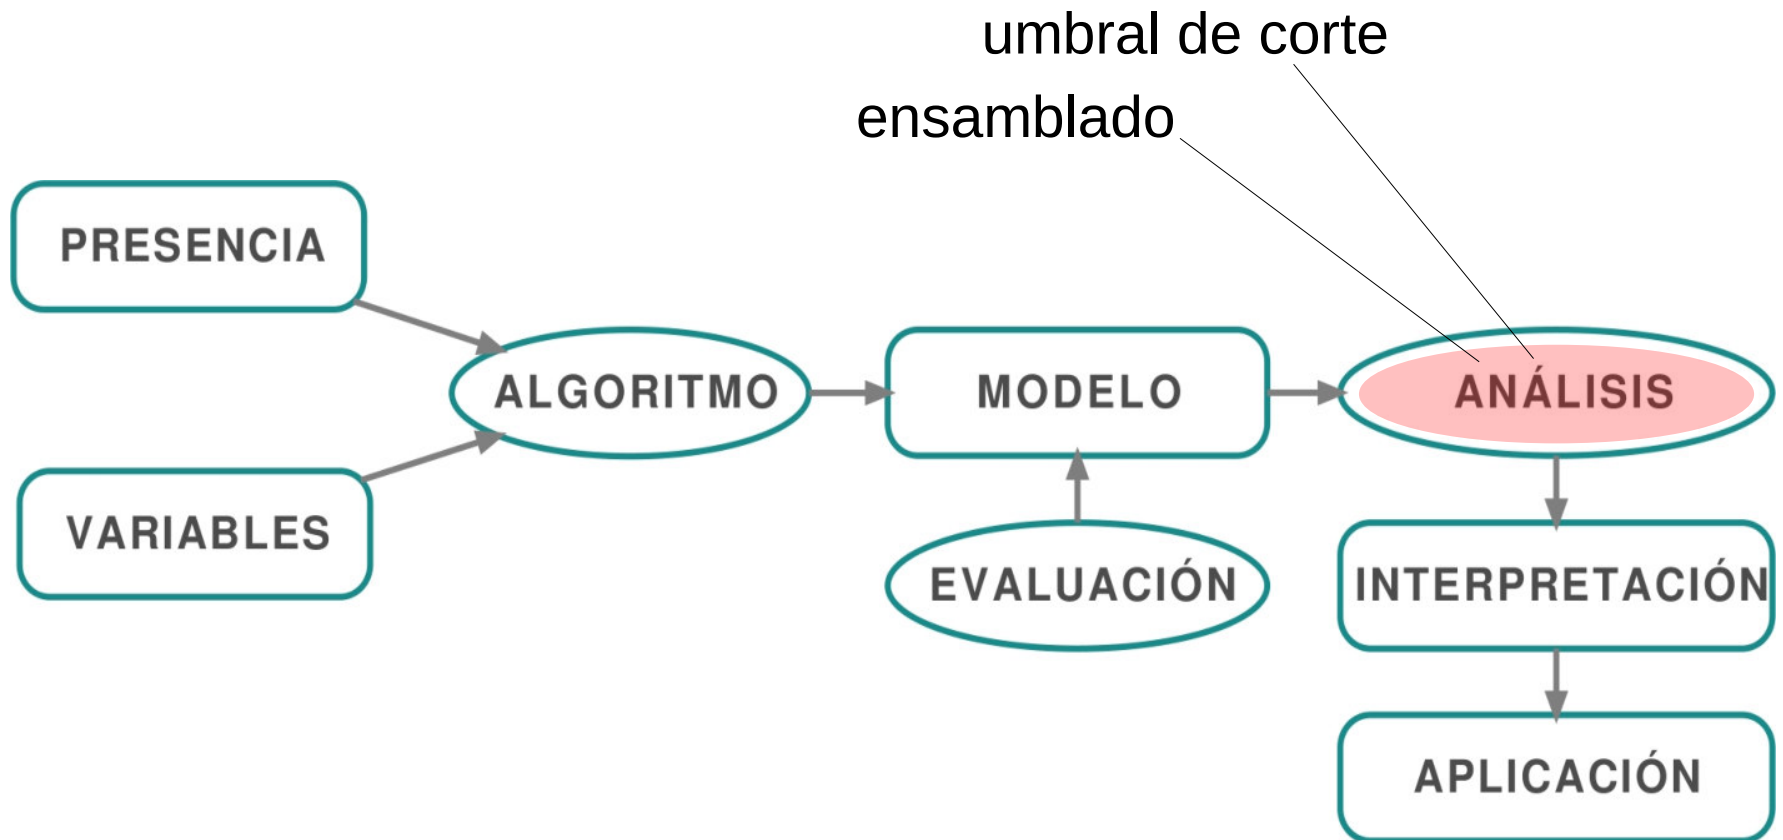 umbral de corte
ensamblado
PRESENCIA
ALGORITMO
MODELO
ANÁLISIS
VARIABLES
EVALUACIÓN
INTERPRETACIÓN
APLICACIÓN